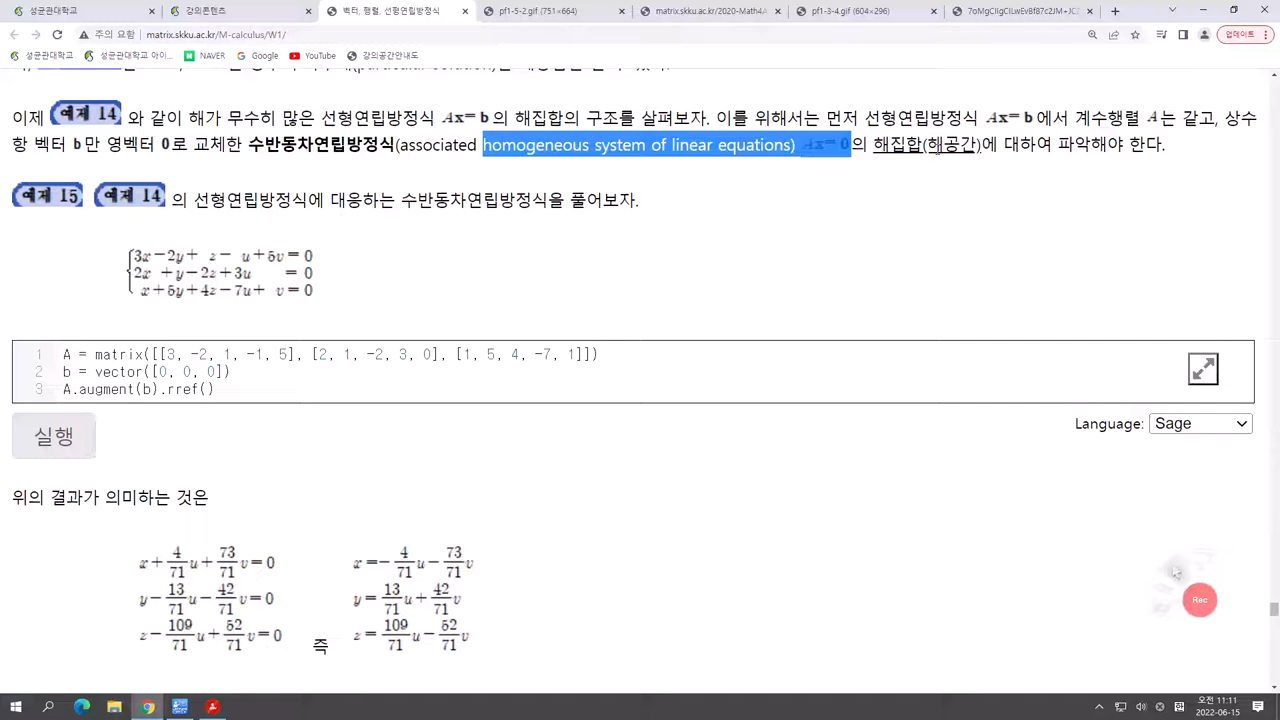 성균관대학교
강의콘텐츠
벡터, 행렬, 선형연립방정식
pf1-5-2.gif (751×664)
matrix.skku.ac.kr/2020-Math4A
pf1-3-4.gif (604×296)
주의 요함
matrix.skku.ac.kr/M-calculus/W1/
업데이트
성균관대학교
성균관대학교 아이...
NAVER
Google
YouTube
강의공간안내도
이제 예제 14 와 같이 해가 무수히 많은 선형연립방정식 Ax=b 의 해집합의 구조를 살펴보자. 이를 위해서는 먼저 선형연립방정식 Ax=b 에서 계수행렬 A 는 같고, 상수
항 벡터 b 만 영벡터 0 로 교체한 수반동차연립방정식(associated homogeneous system of linear equations) Ax=0 의 해집합(해공간)에 대하여 파악해야 한다.
예제 15 예제 14 의 선형연립방정식에 대응하는 수반동차연립방정식을 풀어보자.
3x−2y+ z− u+5v=0
2x +y−2z+3u =0
x+5y+4z−7u+ v=0
1 A = matrix([[3, -2, 1, -1, 5], [2, 1, -2, 3, 0], [1, 5, 4, -7, 1]])
2 b = vector([0, 0, 0])
3 A.augment(b).rref()
실행
Language: Sage
위의 결과가 의미하는 것은
x+4/71u+73/71v=0 x=−4/71u−73/71v
y−13/71u−42/71v=0 y=13/71u+42/71v
z−109/71u+52/71v=0 즉 z=109/71u−52/71v
Rec
오전 11:11
2022-06-15